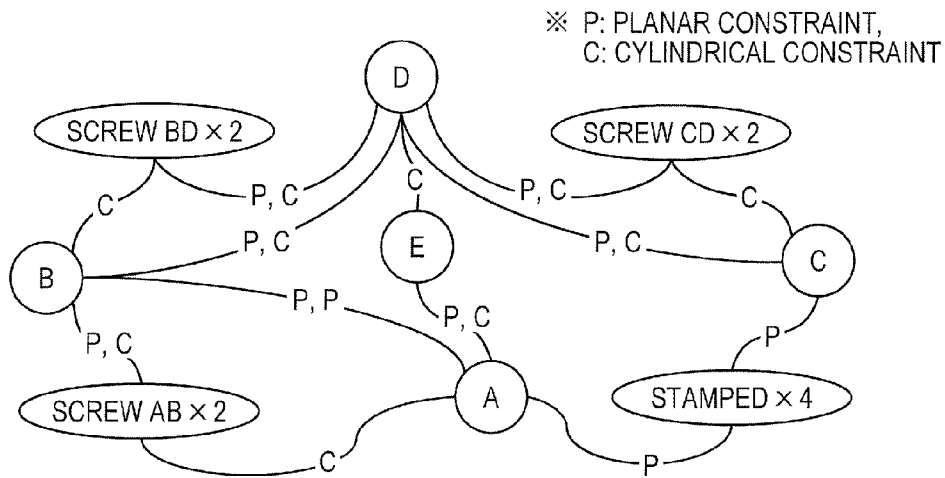 ※ P: PLANAR CONSTRAINT,
C: CYLINDRICAL CONSTRAINT
D
SCREW BD × 2
SCREW CD × 2
C
P, C
C
P, C
C
P, C
E
P, C
B
C
P, P
P, C
P, C
P
SCREW AB × 2
A
STAMPED × 4
C
P